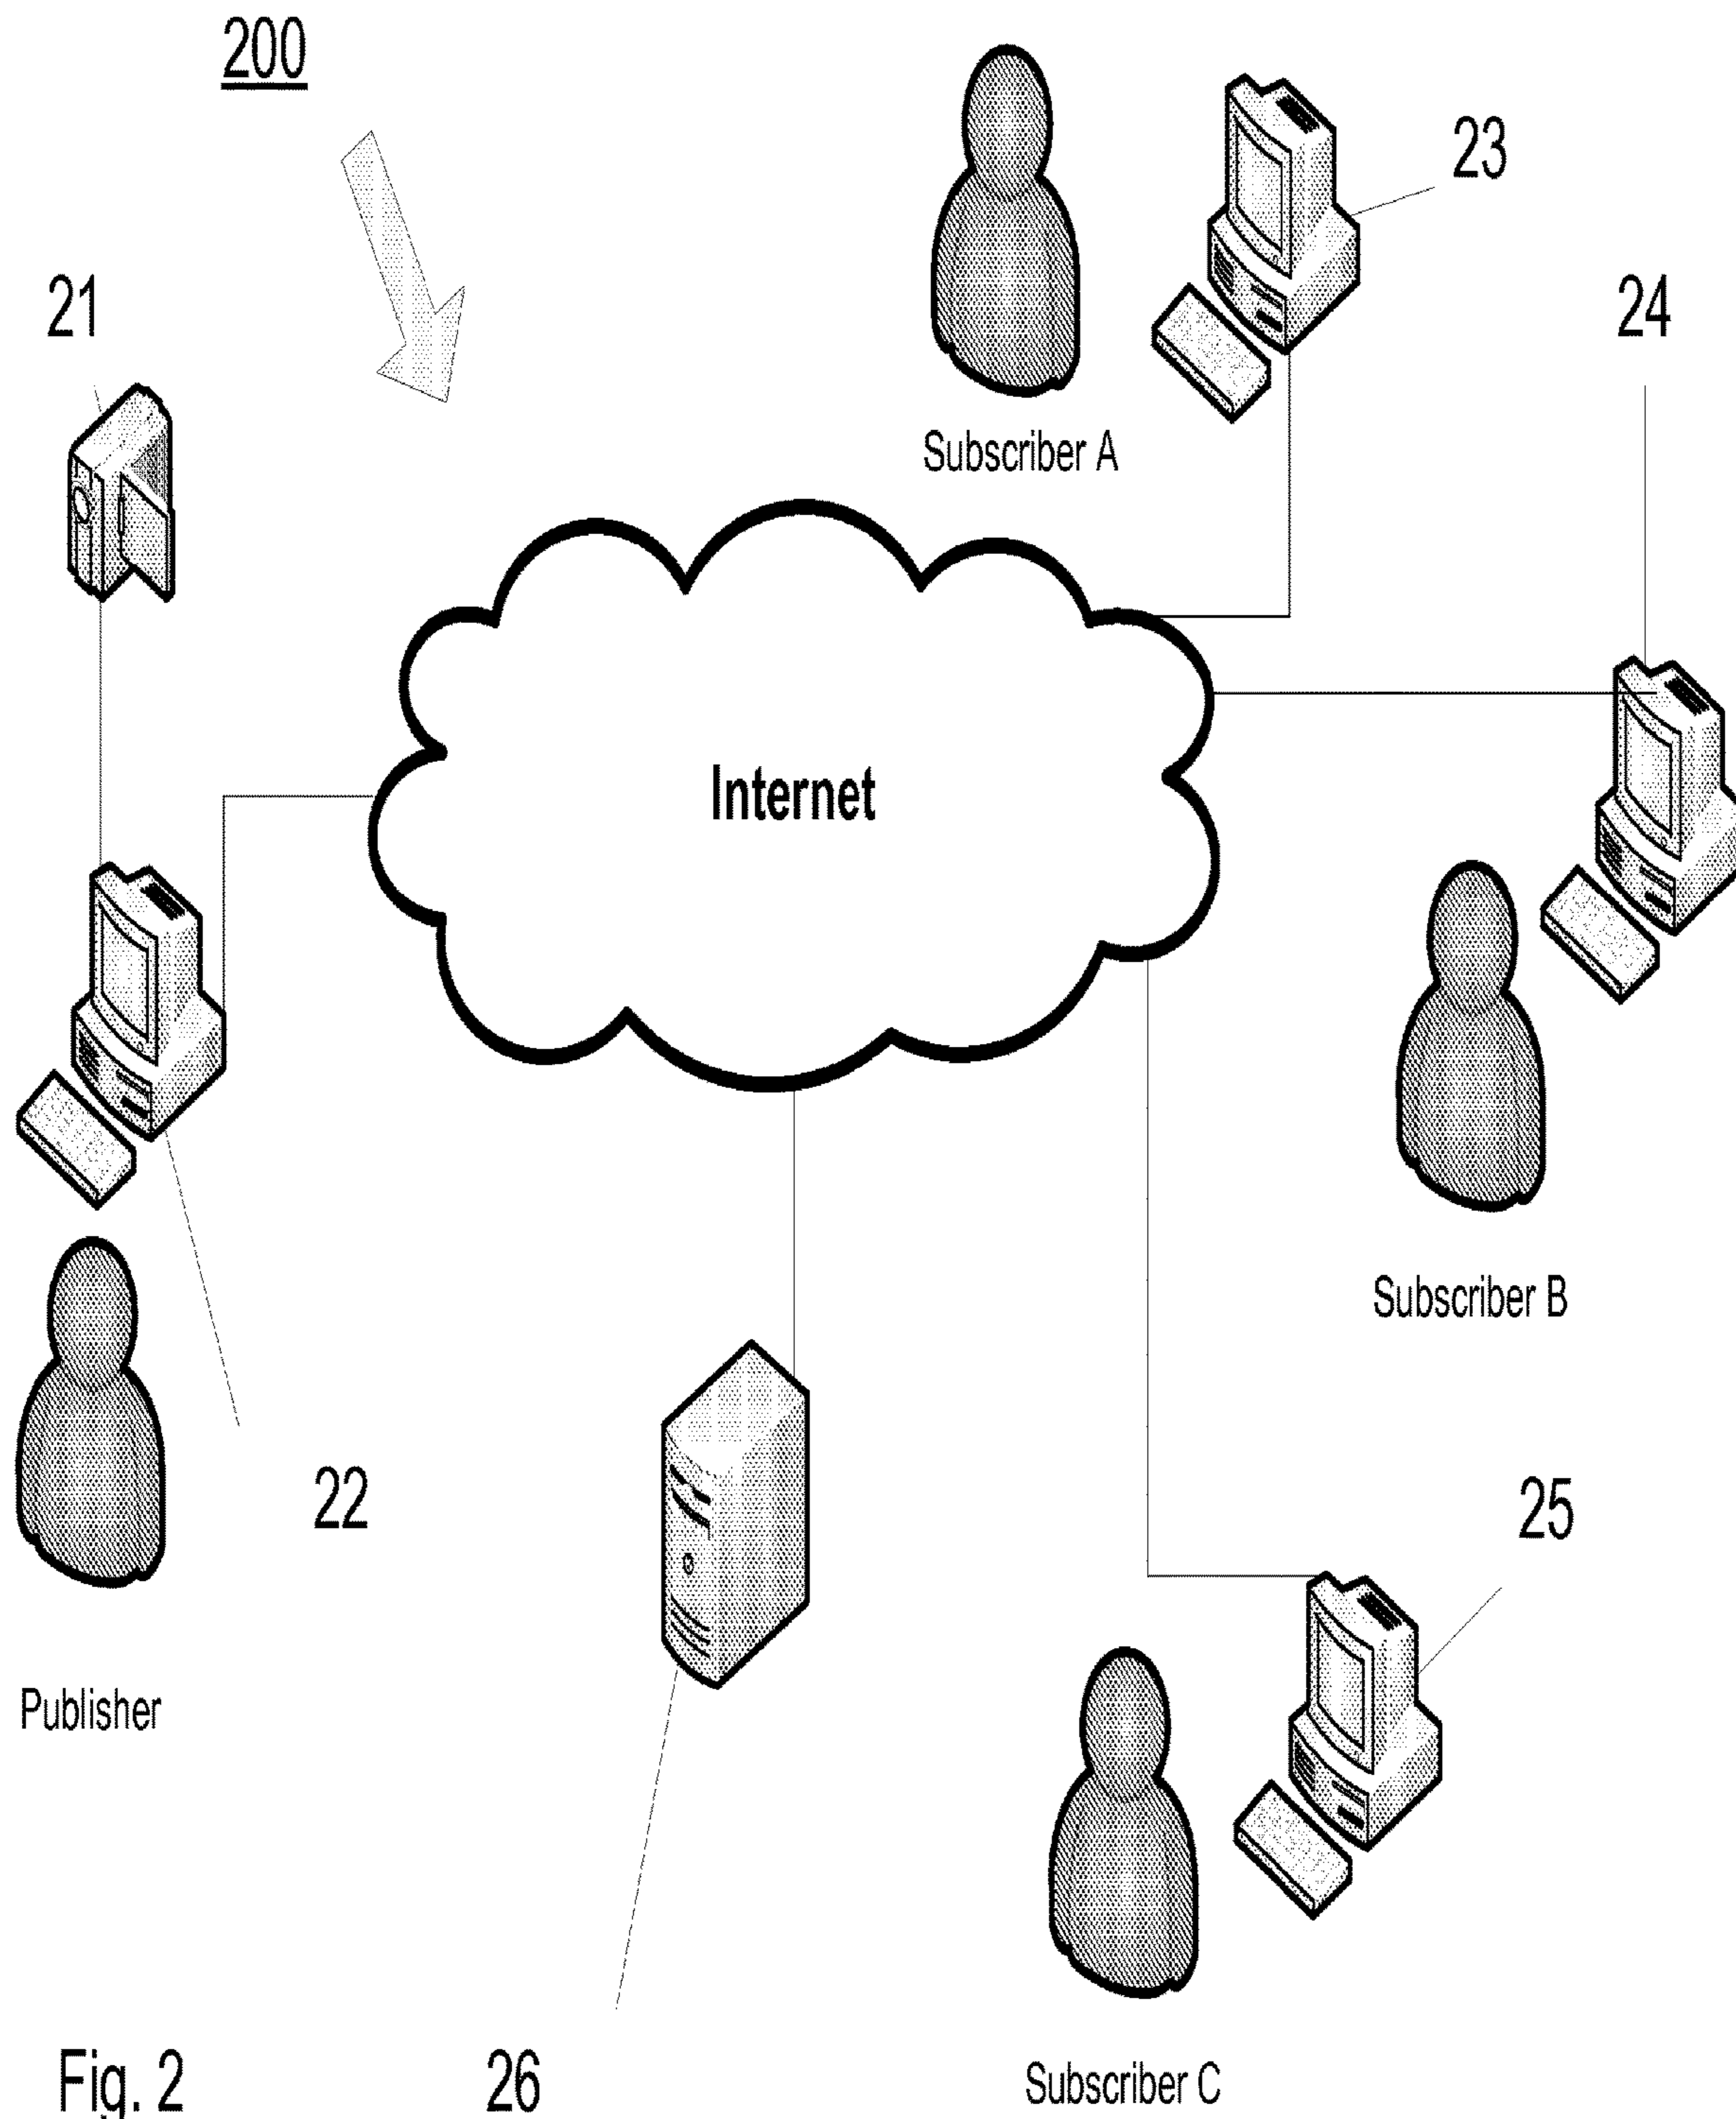 200
23
21
24
Subscriber A
Internet
Subscriber B
22
25
Publisher
Fig. 2
26
Subscriber C